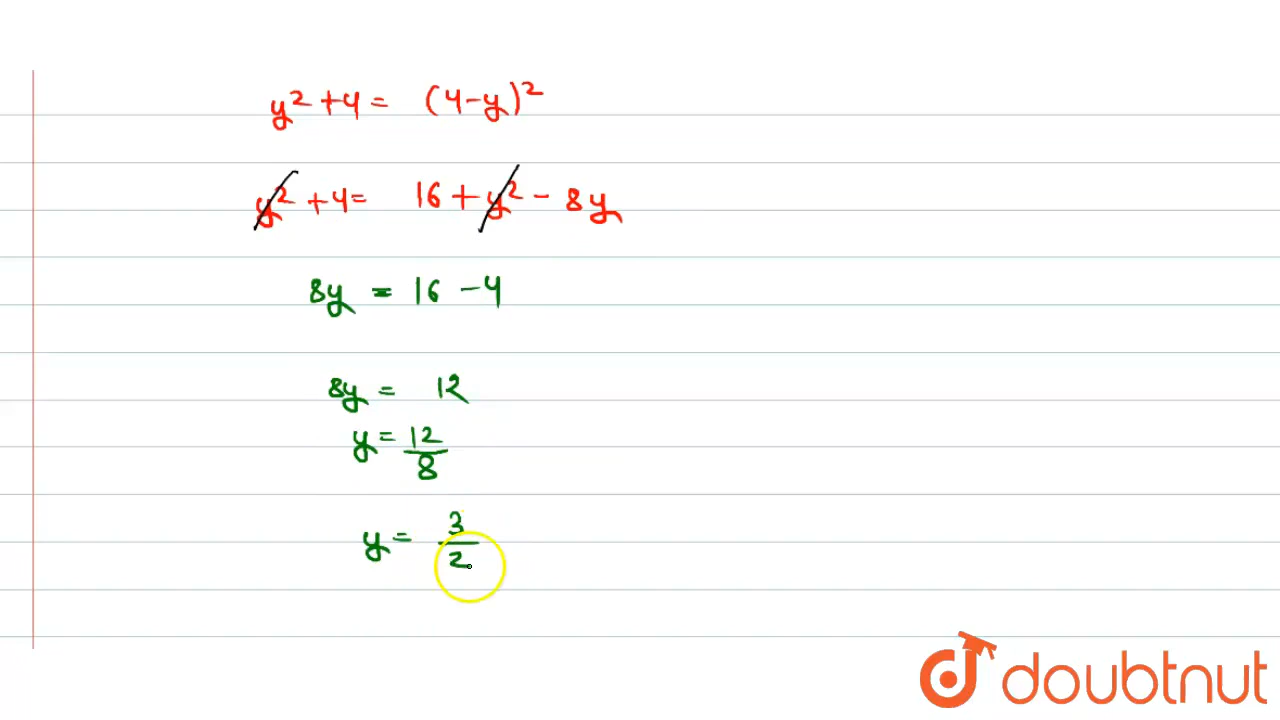 y² + 4 = (4 - y)²
y² + 4 = 16 + y² - 8y
8y = 16 - 4
8y = 12
y = 12/8
y = 3/2
doubtnut